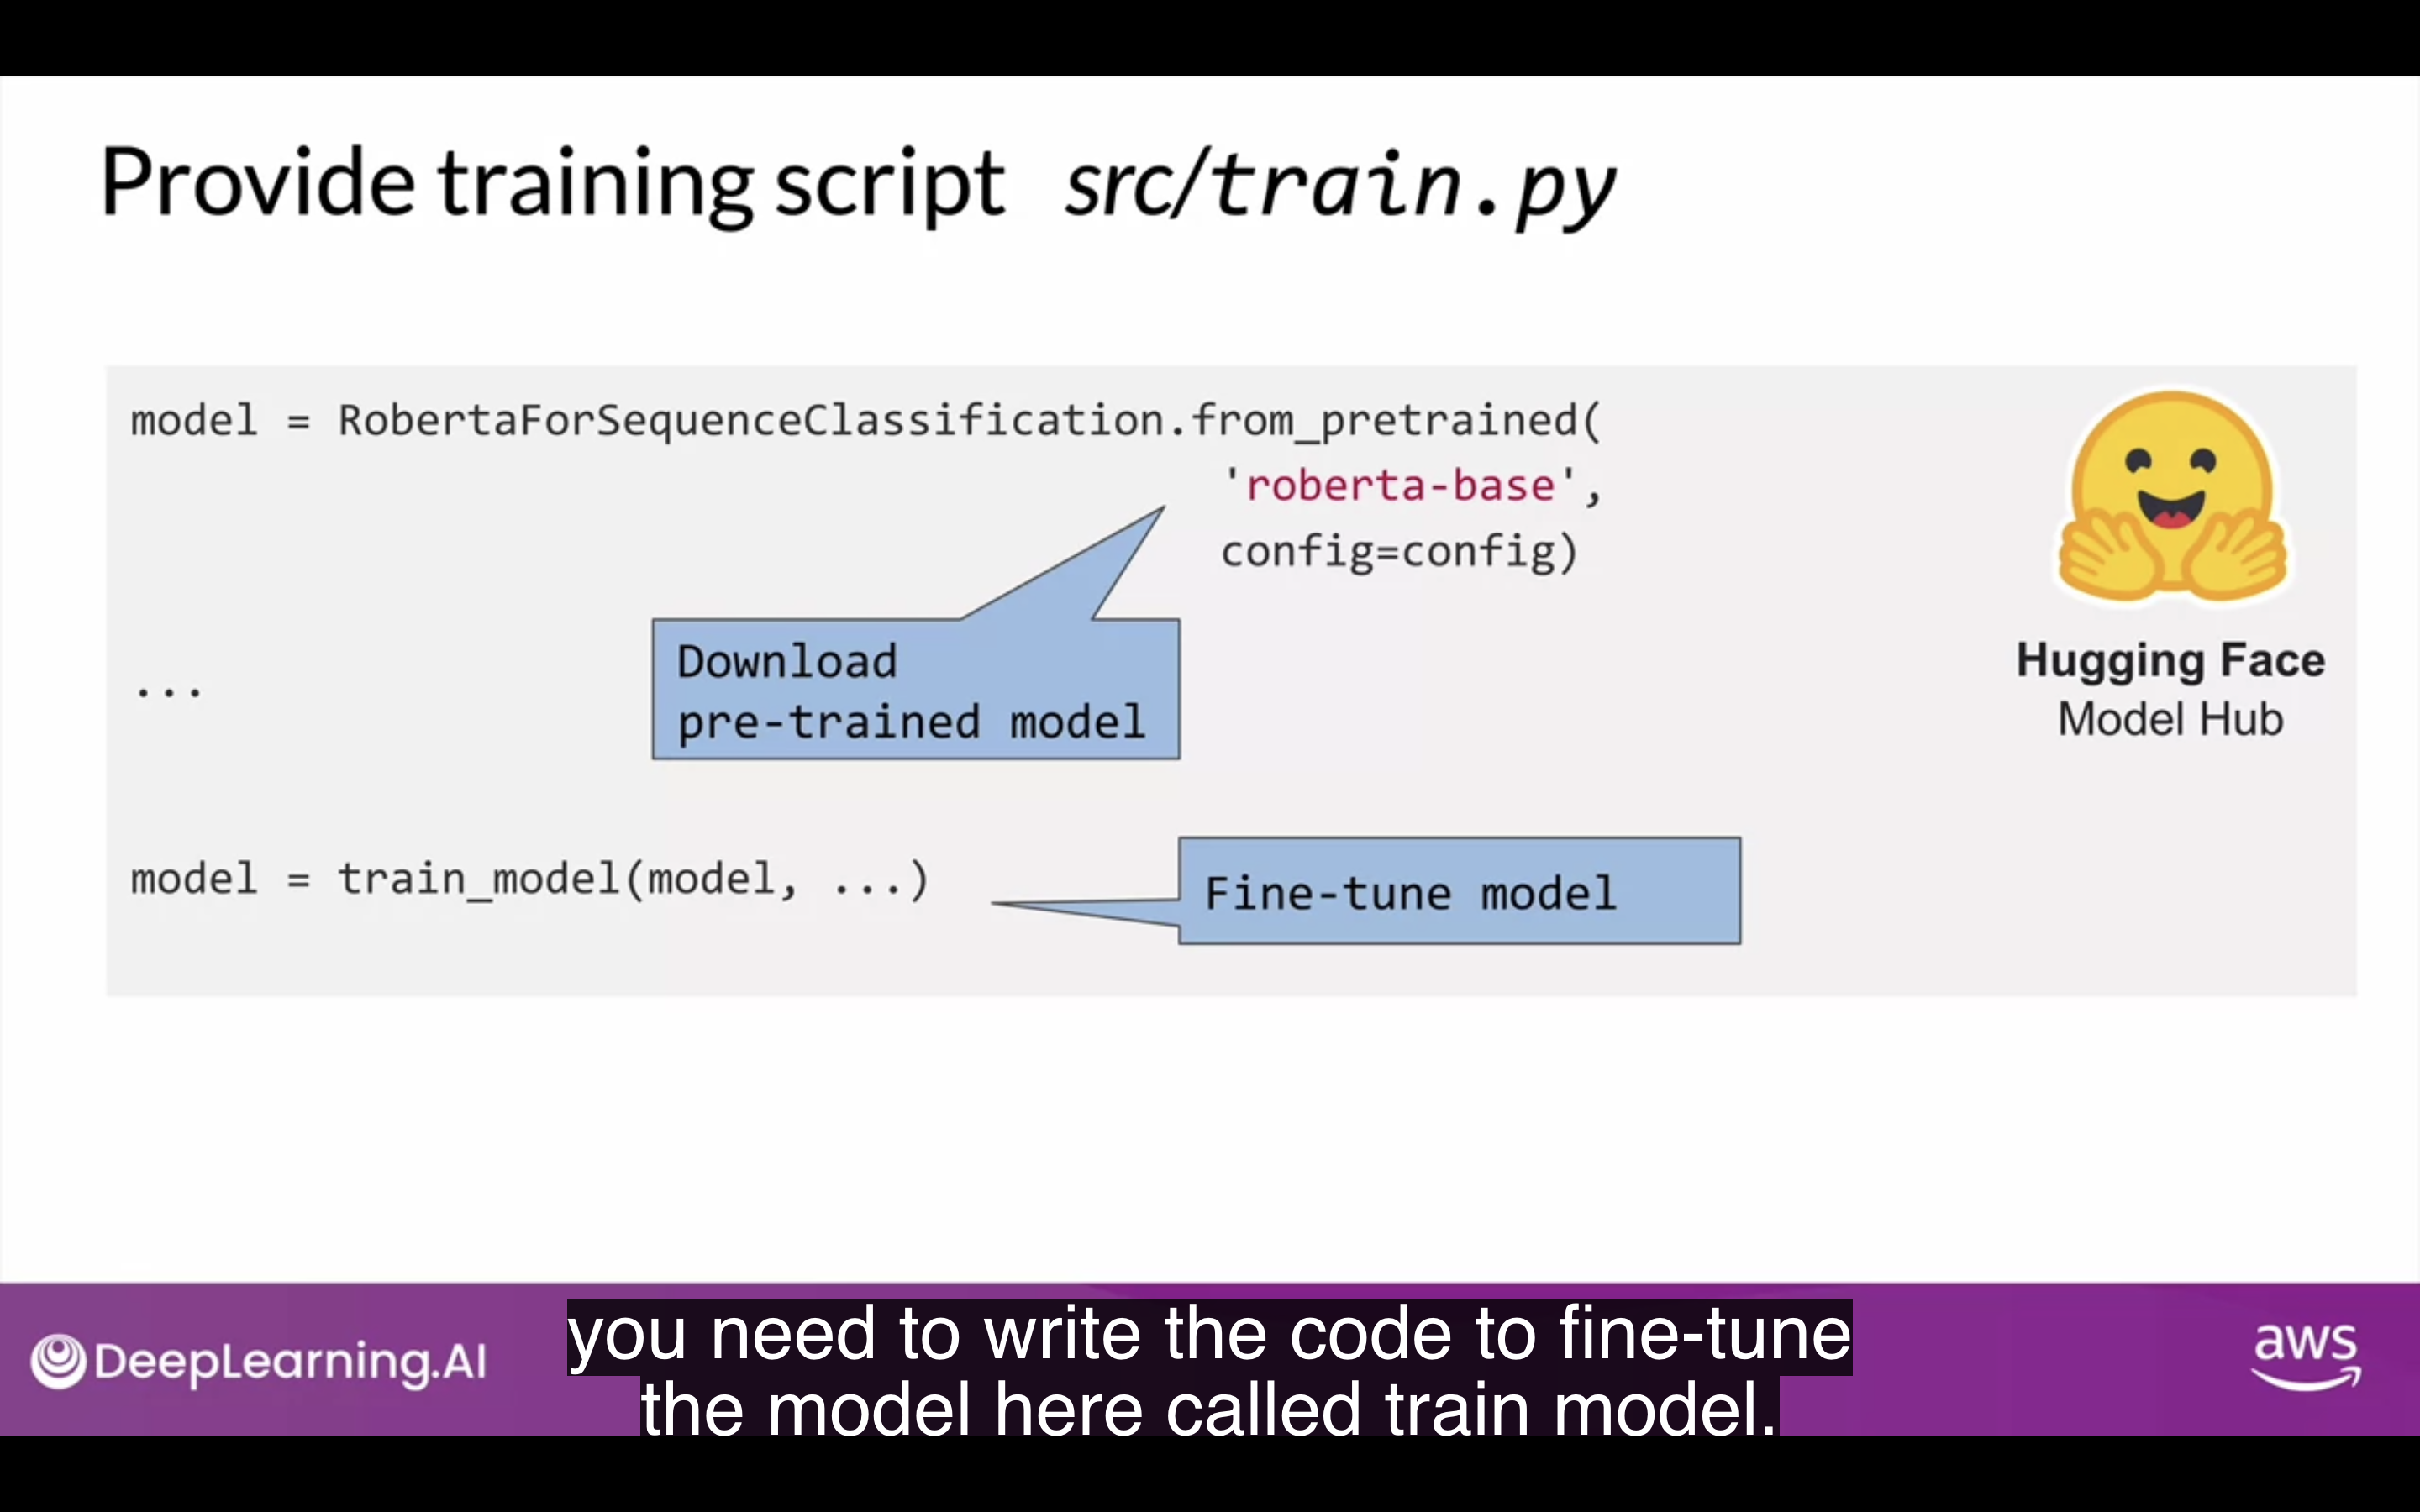 Provide training script src/train.py
model = RobertaForSequenceClassification.from_pretrained(
'roberta-base',
config=config)
Download
pre-trained model
...
Hugging Face
Model Hub
model = train_model(model, ...)
Fine-tune model
DeepLearning.AI
you need to write the code to fine-tune
the model here called train model.
aws